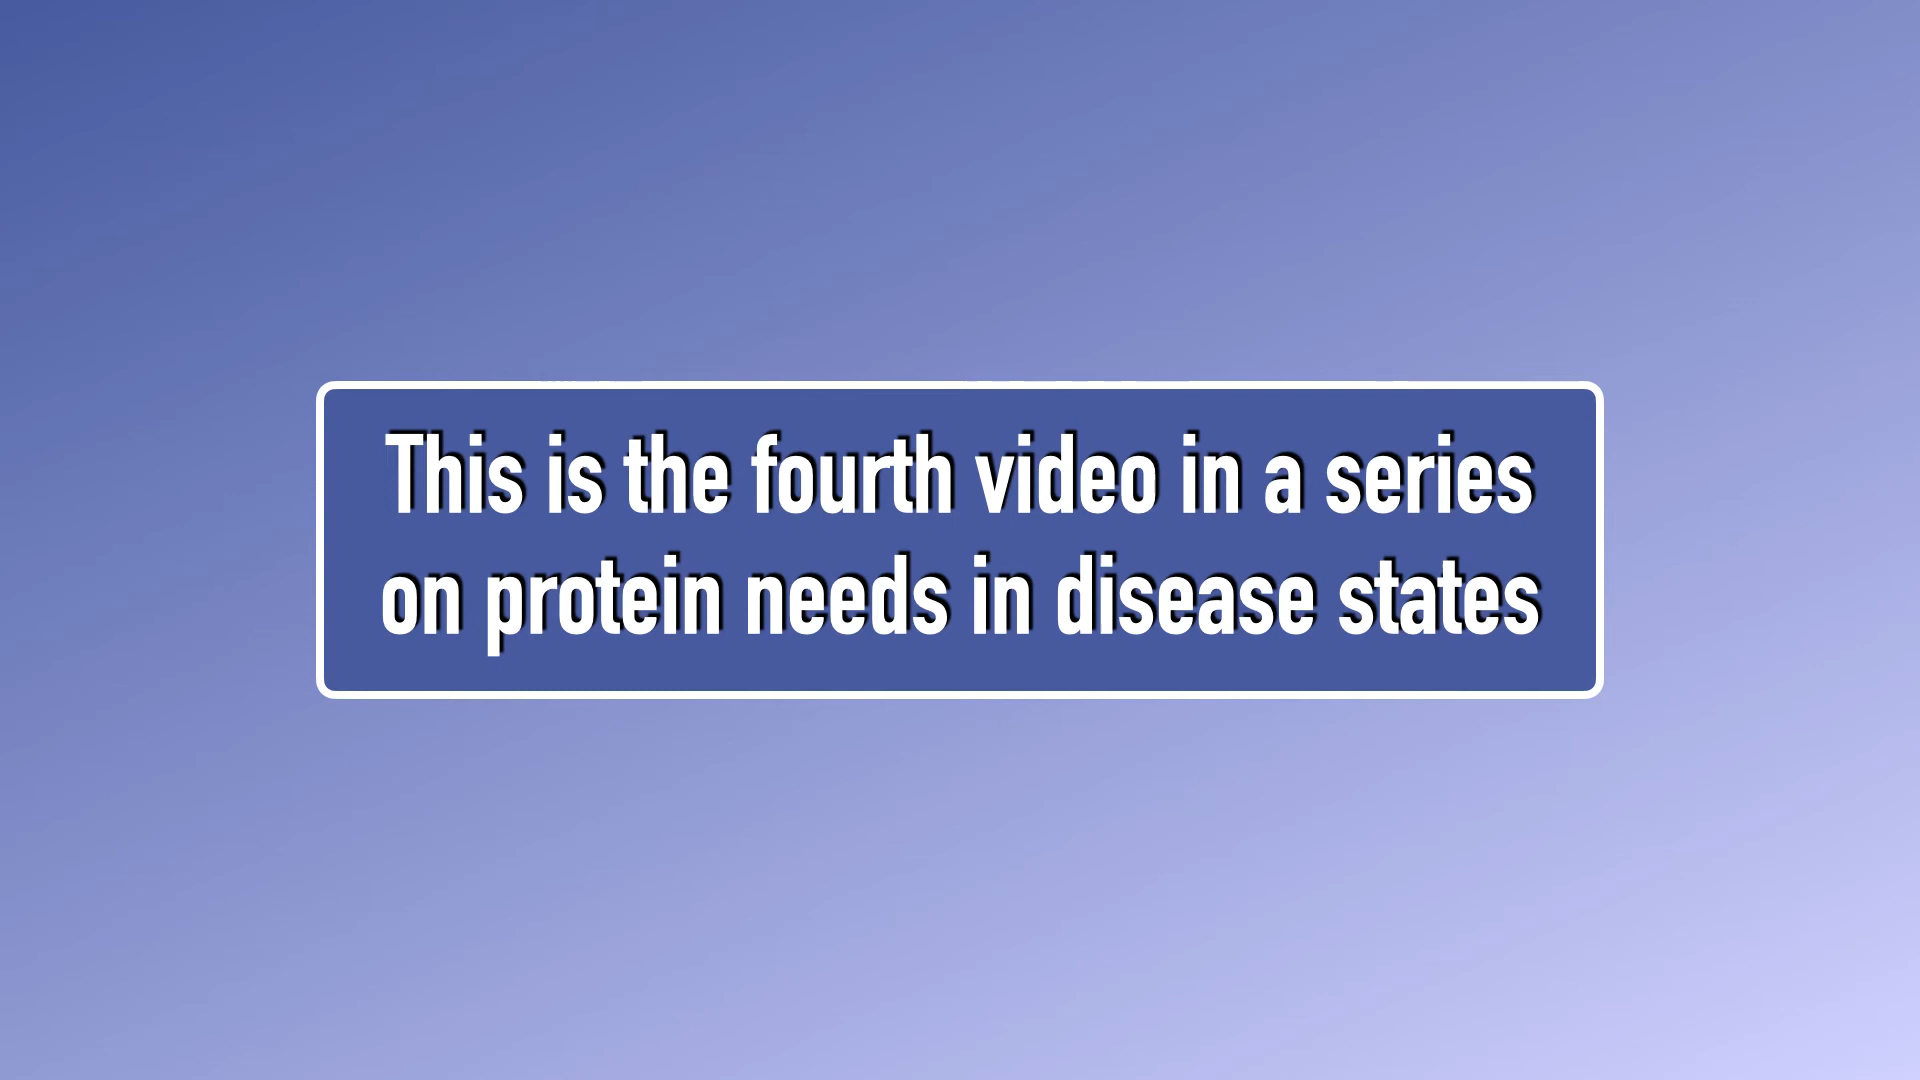 This is the fourth video in a series
on protein needs in disease states